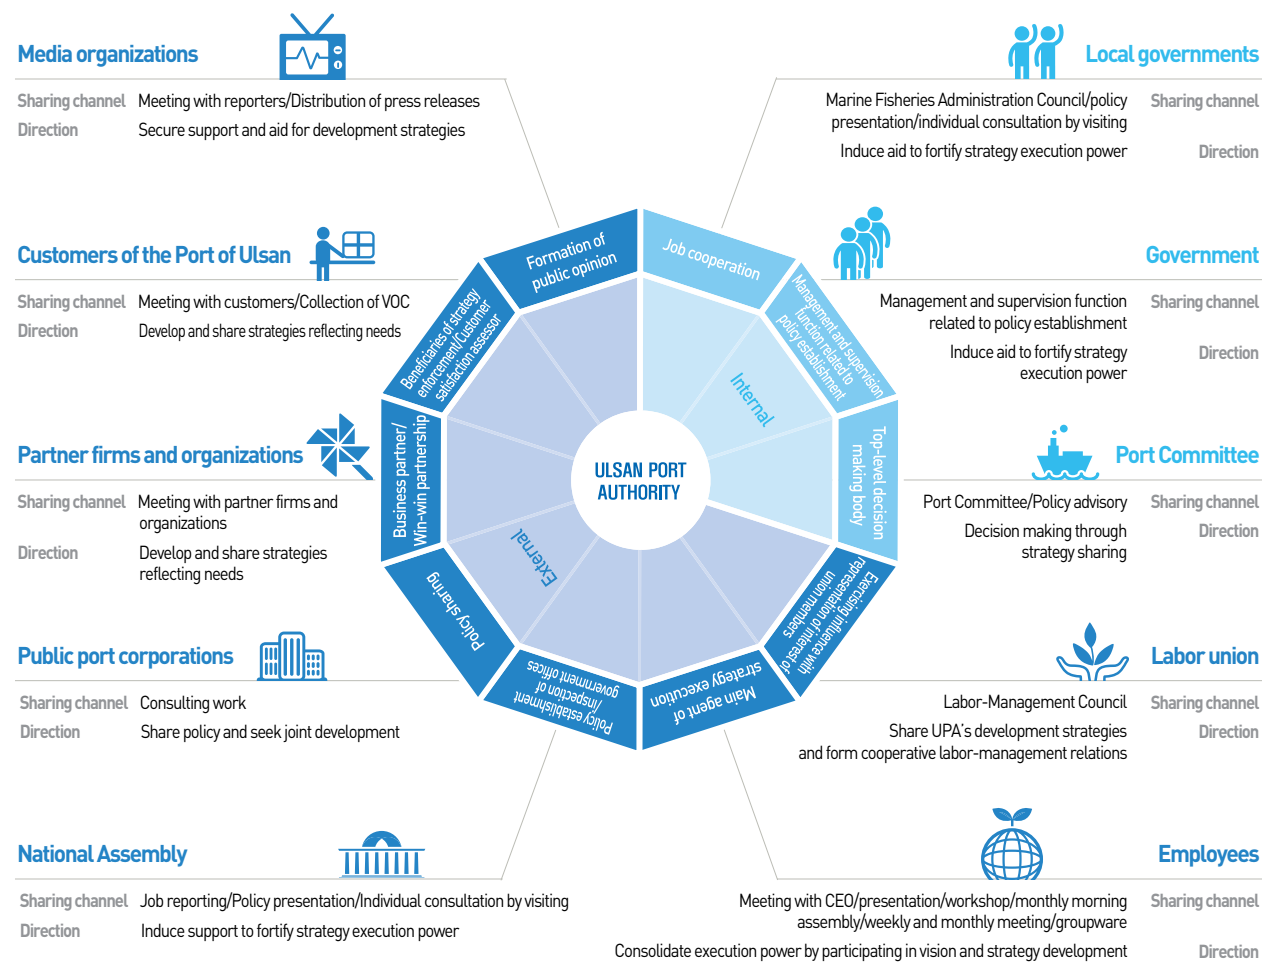 Media organizations
Sharing channel Meeting with reporters/Distribution of press releases
Direction Secure support and aid for development strategies
Customers of the Port of Ulsan
Sharing channel Meeting with customers/Collection of VOC
Direction Develop and share strategies reflecting needs
Partner firms and organizations
Sharing channel Meeting with partner firms and
organizations
Direction Develop and share strategies
reflecting needs
Public port corporations
Sharing channel Consulting work
Direction Share policy and seek joint development
National Assembly
Sharing channel Job reporting/Policy presentation/Individual consultation by visiting
Direction Induce support to fortify strategy execution power
Formation of
public opinion
Beneficiaries of strategy
enforcement/Customer
satisfaction assessor
Business partner/
Win-win partnership
Policy sharing
Policy establishment
/inspection of
government offices
Main agent of
strategy execution
Exercising influence with
representation of interest of
union members
Top-level decision
making body
Management and supervision
function related to
policy establishment
Job cooperation
Internal
External
ULSAN PORT
AUTHORITY
Local governments
Marine Fisheries Administration Council/policy Sharing channel
presentation/individual consultation by visiting
Induce aid to fortify strategy execution power Direction
Government
Management and supervision function Sharing channel
related to policy establishment
Induce aid to fortify strategy Direction
execution power
Port Committee
Port Committee/Policy advisory Sharing channel
Decision making through Direction
strategy sharing
Labor union
Labor-Management Council Sharing channel
Share UPA's development strategies Direction
and form cooperative labor-management relations
Employees
Meeting with CEO/presentation/workshop/monthly morning Sharing channel
assembly/weekly and monthly meeting/groupware
Consolidate execution power by participating in vision and strategy development Direction